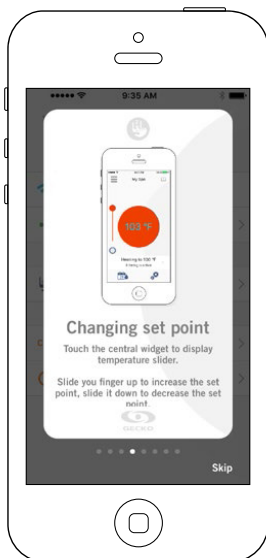 9:35 AM
My Spa
103 °F
Heating to 103 °F
Changing set point
Touch the central widget to display
temperature slider.
Slide you finger up to increase the set
point, slide it down to decrease the set
point.
GECKO
Skip